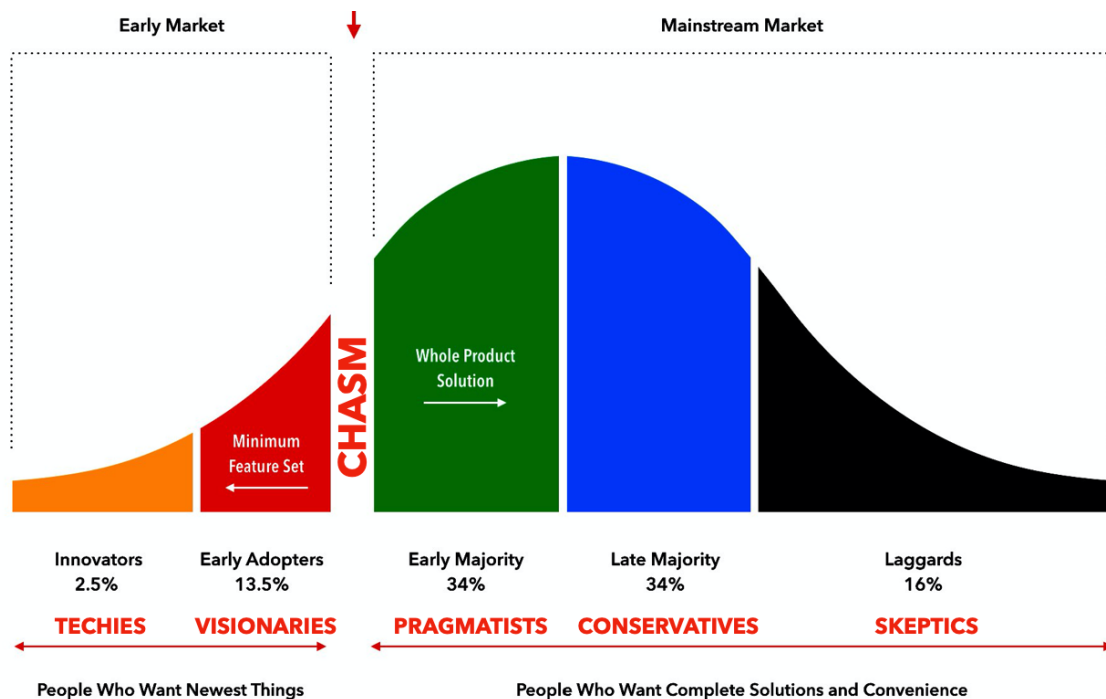 Early Market
Mainstream Market
CHASM
Whole Product
Solution
Minimum
Feature Set
Innovators
2.5%
Early Adopters
13.5%
Early Majority
34%
Late Majority
34%
Laggards
16%
TECHIES
VISIONARIES
PRAGMATISTS
CONSERVATIVES
SKEPTICS
People Who Want Newest Things
People Who Want Complete Solutions and Convenience